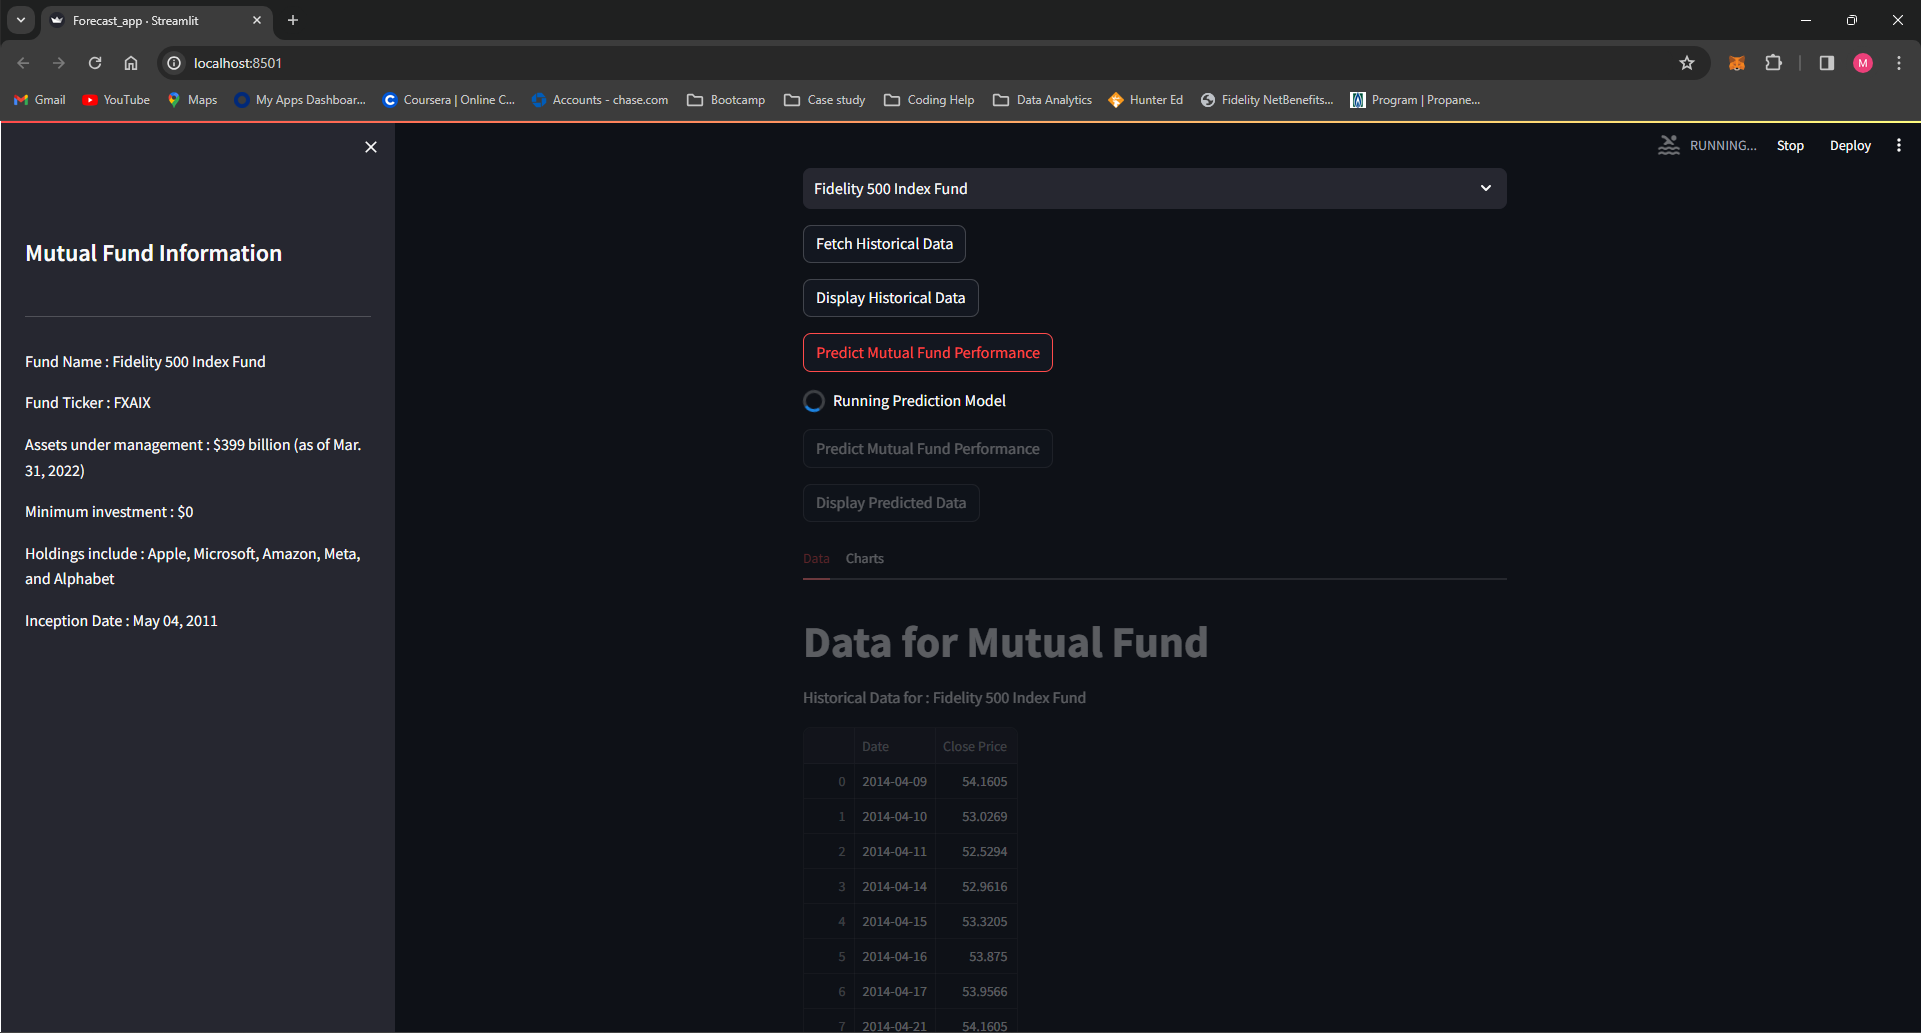 Forecast_app · Streamlit
localhost:8501
M
Gmail
YouTube
Maps
My Apps Dashboar...
Coursera | Online C...
Accounts - chase.com
Bootcamp
Case study
Coding Help
Data Analytics
Hunter Ed
Fidelity NetBenefits...
Program | Propane...
RUNNING...
Stop
Deploy
Mutual Fund Information
Fund Name : Fidelity 500 Index Fund
Fund Ticker : FXAIX
Assets under management : $399 billion (as of Mar.
31, 2022)
Minimum investment : $0
Holdings include : Apple, Microsoft, Amazon, Meta,
and Alphabet
Inception Date : May 04, 2011
Fidelity 500 Index Fund
Fetch Historical Data
Display Historical Data
Predict Mutual Fund Performance
Running Prediction Model
Predict Mutual Fund Performance
Display Predicted Data
Data Charts
Data for Mutual Fund
Historical Data for : Fidelity 500 Index Fund
Date Close Price
0 2014-04-09 54.1605
1 2014-04-10 53.0269
2 2014-04-11 52.5294
3 2014-04-14 52.9616
4 2014-04-15 53.3205
5 2014-04-16 53.875
6 2014-04-17 53.9566
7 2014-04-21 54.1605